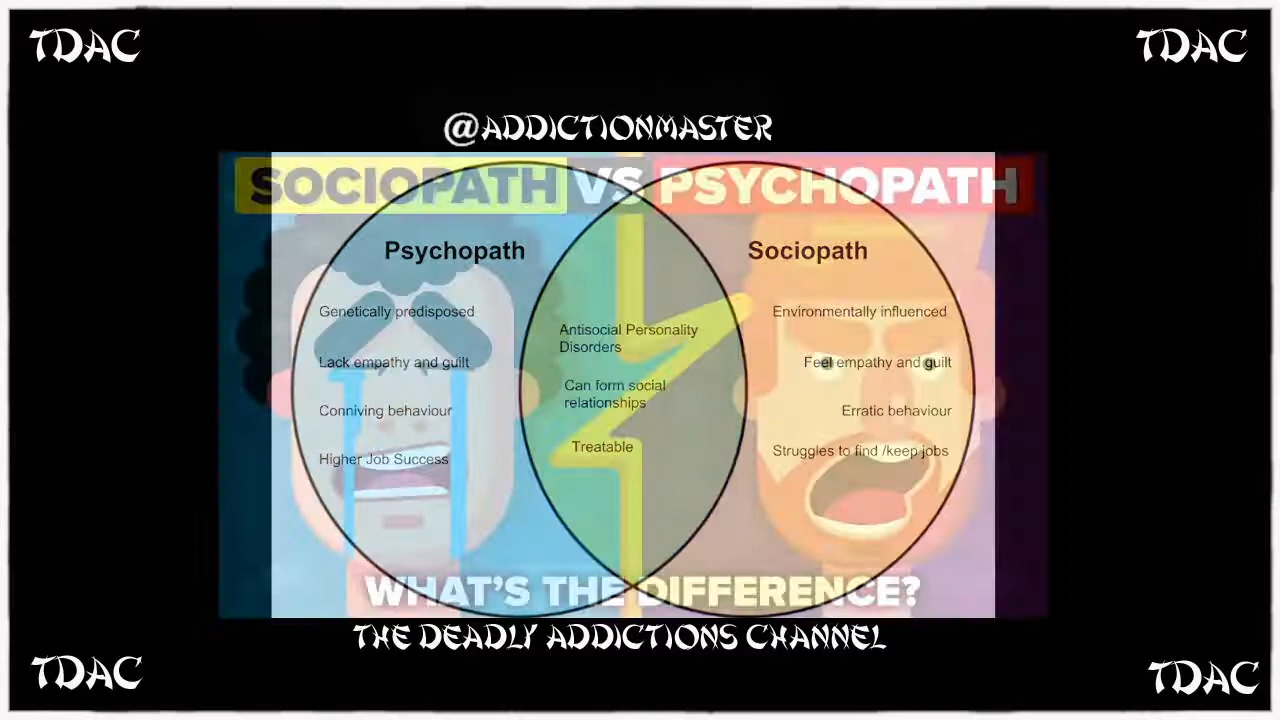 TDAC
TDAC
@ADDICTIONMASTER
SOCIOPATH VS PSYCHOPATH
Psychopath
Genetically predisposed
Lack empathy and guilt
Conniving behaviour
Higher Job Success
Antisocial Personality
Disorders
Can form social
relationships
Treatable
Sociopath
Environmentally influenced
Feel empathy and guilt
Erratic behaviour
Struggles to find /keep jobs
WHAT'S THE DIFFERENCE?
THE DEADLY ADDICTIONS CHANNEL
TDAC
TDAC